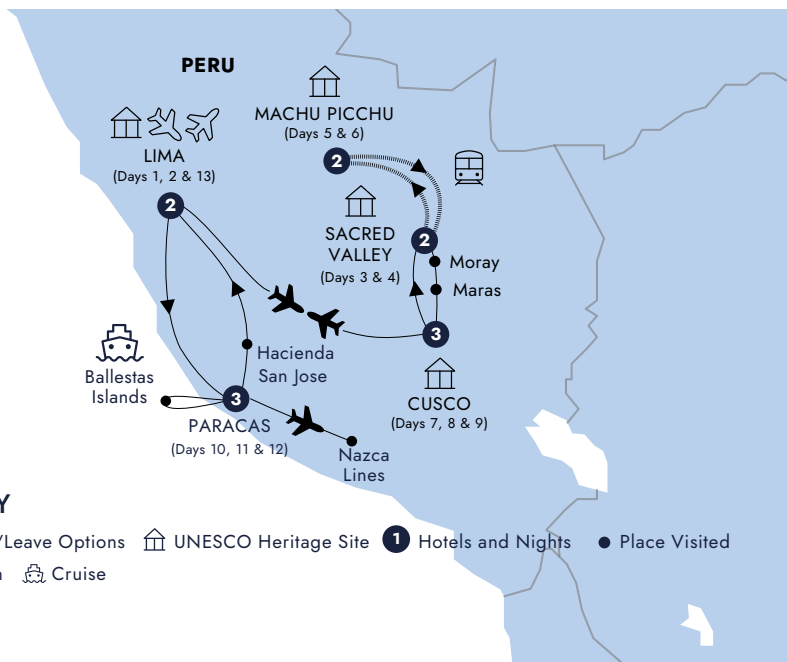 PERU
MACHU PICCHU
(Days 5 & 6)
2
LIMA
(Days 1, 2 & 13)
2
SACRED
VALLEY
(Days 3 & 4)
2
Moray
Maras
3
CUSCO
(Days 7, 8 & 9)
Hacienda
San Jose
Ballestas
Islands
3
PARACAS
(Days 10, 11 & 12)
Nazca
Lines
Y
/Leave Options UNESCO Heritage Site 1 Hotels and Nights Place Visited
Cruise